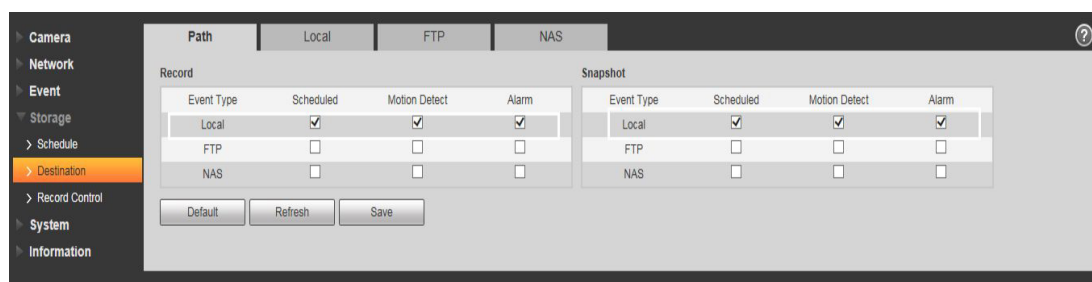 Camera
Network
Event
Storage
> Schedule
> Destination
> Record Control
System
Information
Path Local FTP NAS
?
Record
Event Type Scheduled Motion Detect Alarm
Local
FTP
NAS
Snapshot
Event Type Scheduled Motion Detect Alarm
Local
FTP
NAS
Default Refresh Save